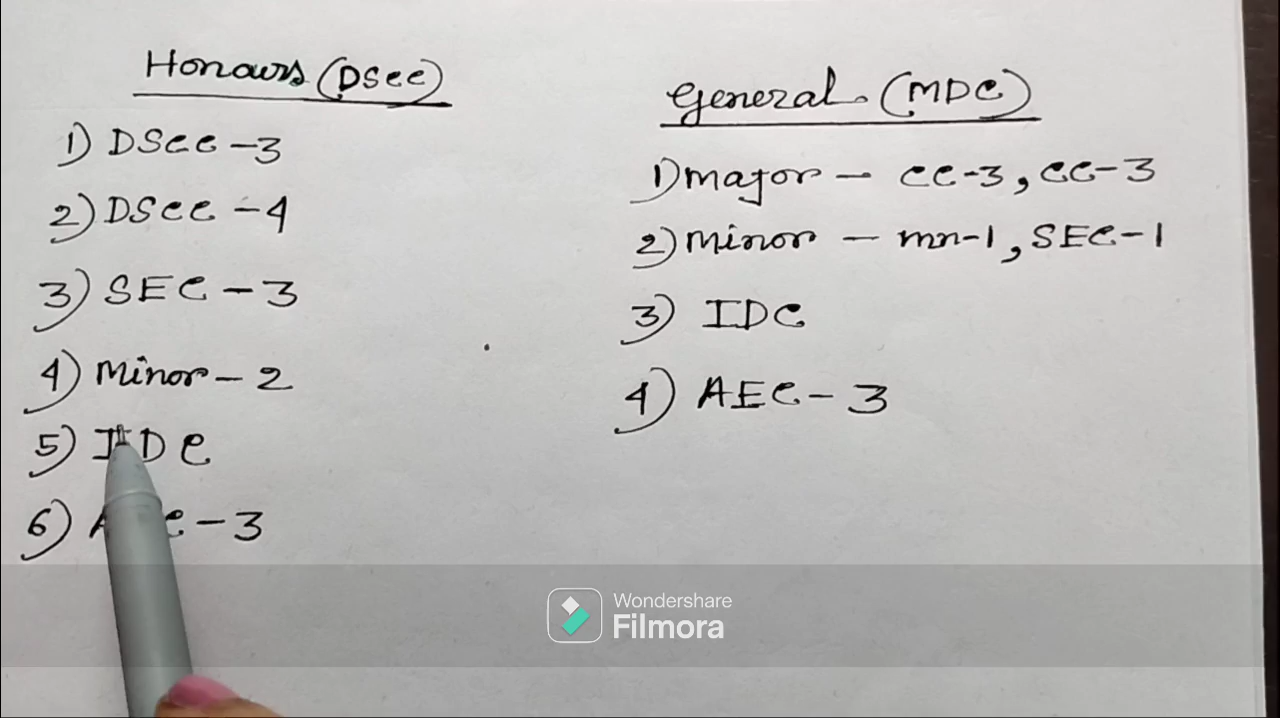 Honours (DSCC)
1) DSCC - 3
2) DSCC - 4
3) SEC - 3
4) Minor - 2
5) IDC
6) - 3
General (MDC)
1) major - CC-3, CC-3
2) Minor - mn-1, SEC-1
3) IDC
4) AEC - 3
Wondershare
Filmora